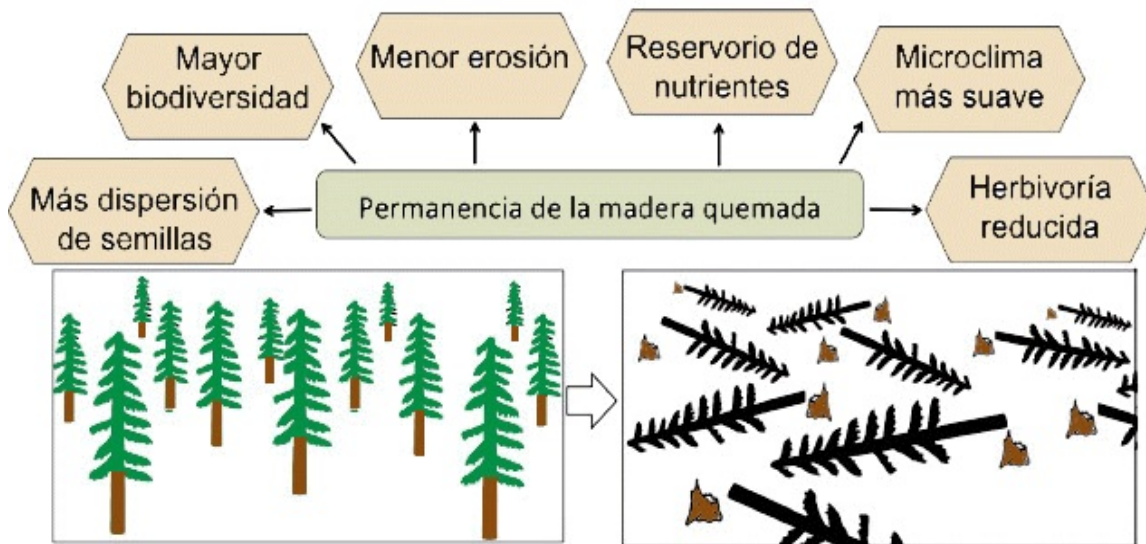 Mayor
biodiversidad
Menor erosión
Reservorio de
nutrientes
Microclima
más suave
Más dispersión
de semillas
Permanencia de la madera quemada
Herbivoría
reducida